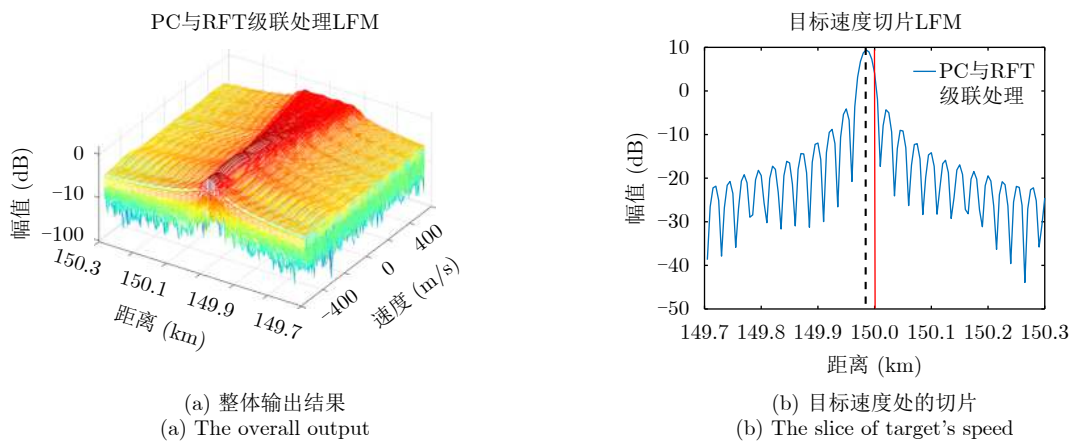 PC与RFT级联处理LFM
幅值 (dB)
0
−10
−100
150.3
150.1
149.9
149.7
距离 (km)
−400
0
400
速度 (m/s)
(a) 整体输出结果
(a) The overall output
目标速度切片LFM
幅值 (dB)
10
0
−10
−20
−30
−40
−50
PC与RFT
级联处理
149.7 149.8 149.9 150.0 150.1 150.2 150.3
距离 (km)
(b) 目标速度处的切片
(b) The slice of target's speed